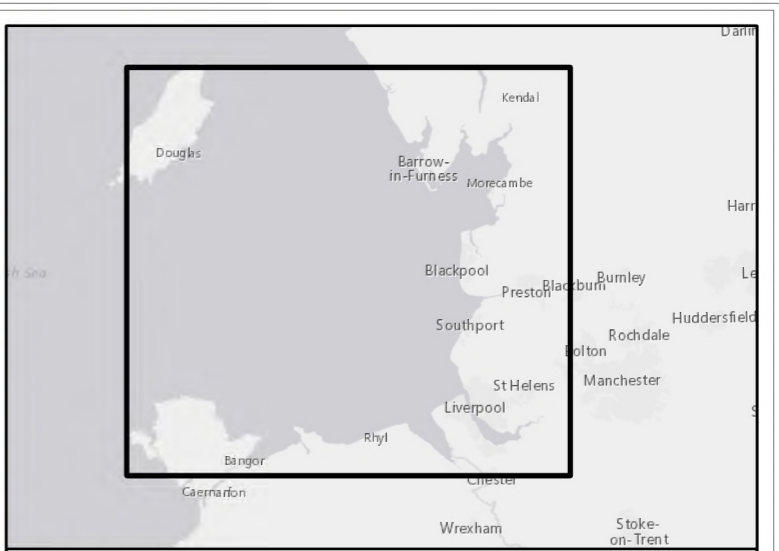 Darlin
Kendal
Douglas
Barrow-
in-Furness
Morecambe
Harr
h Sea
Blackpool
Burnley
Le
Preston
Blackburn
Southport
Huddersfield
Rochdale
Bolton
St Helens
Manchester
Liverpool
S
Rhyl
Bangor
Chester
Caernarfon
Wrexham
Stoke-
on-Trent